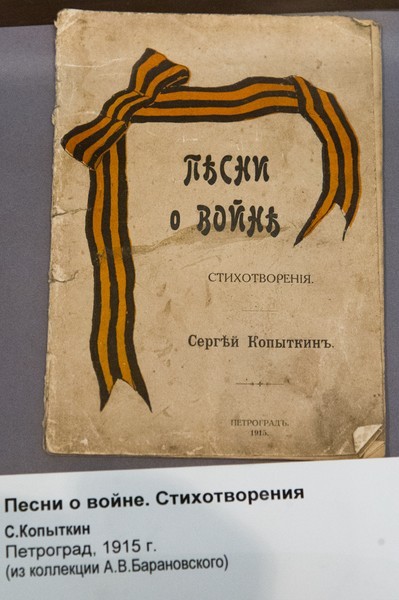 ПѢСНИ
о ВОЙНѢ
СТИХОТВОРЕНІЯ.
Сергѣй Копыткинъ.
ПЕТРОГРАДЪ.
1915.
Песни о войне. Стихотворения
С.Копыткин
Петроград, 1915 г.
(из коллекции А.В.Барановского)